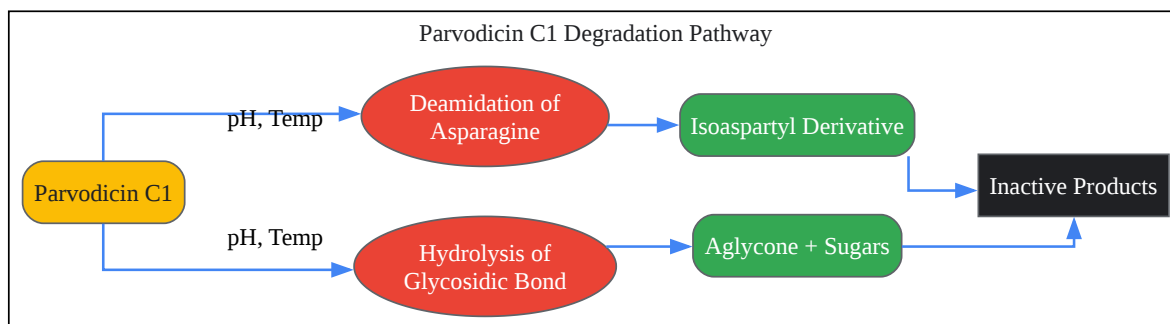 Parvodicin C1 Degradation Pathway
pH, Temp
Deamidation of
Asparagine
Isoaspartyl Derivative
Parvodicin C1
Inactive Products
pH, Temp
Hydrolysis of
Glycosidic Bond
Aglycone + Sugars